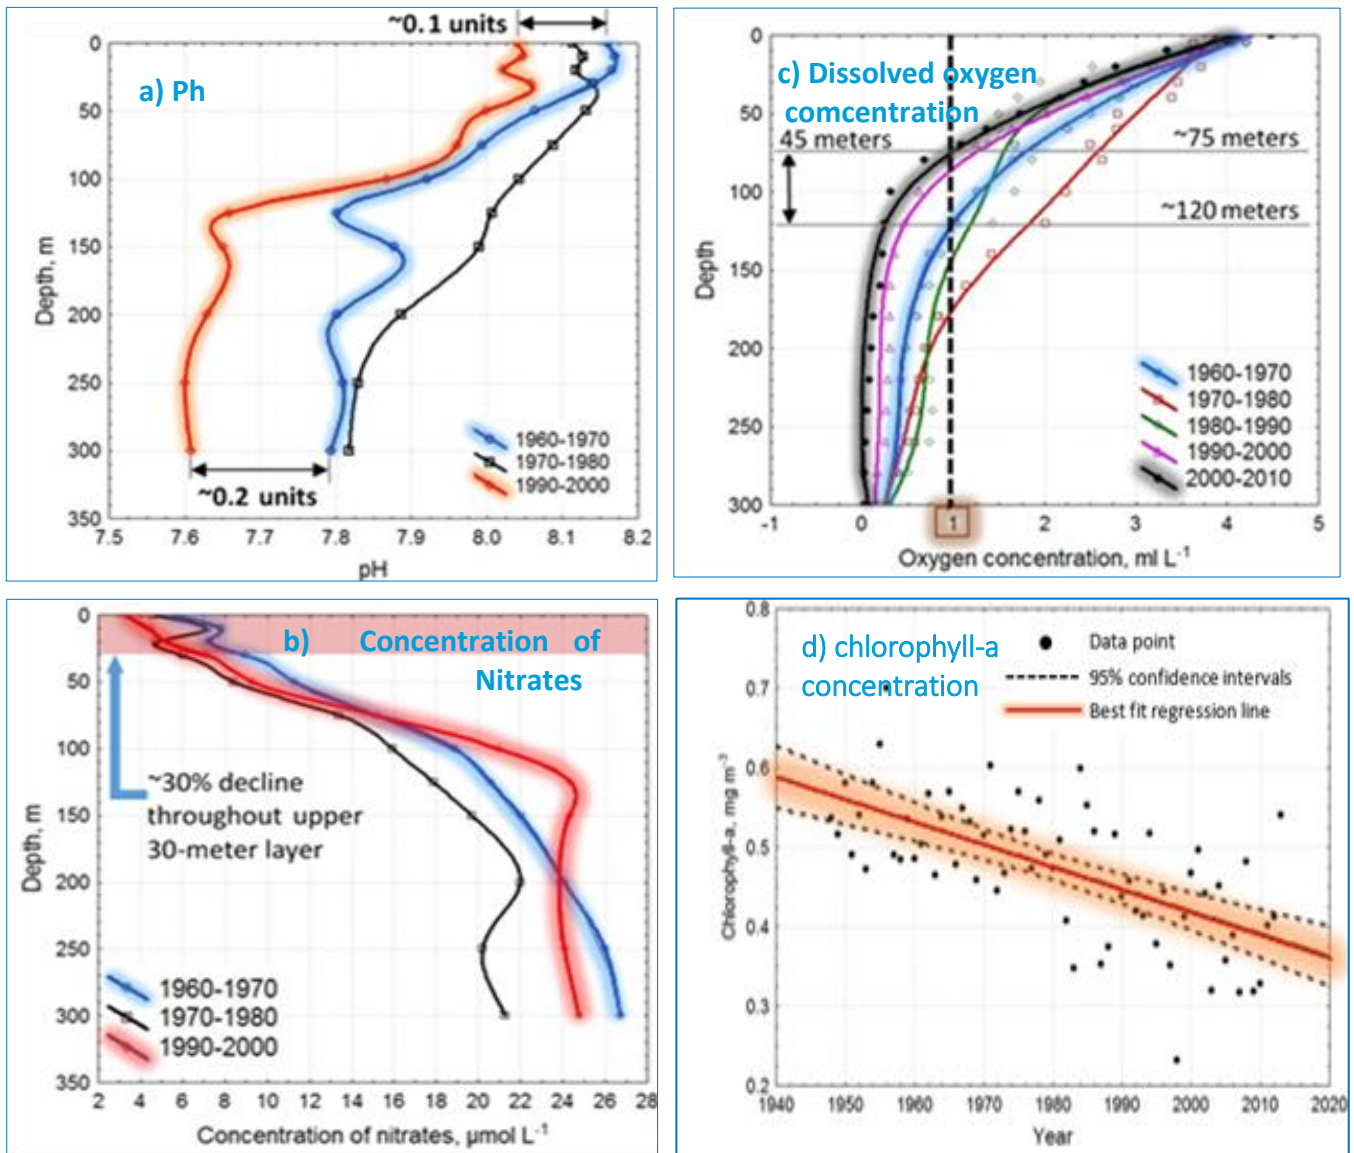 ~0.1 units
a) Ph
0
50
100
150
200
250
300
350
Depth, m
1960-1970
1970-1980
1990-2000
~0.2 units
7.5 7.6 7.7 7.8 7.9 8.0 8.1 8.2
pH
c) Dissolved oxygen
comcentration
45 meters
~75 meters
~120 meters
0
50
100
150
200
250
300
Depth
1960-1970
1970-1980
1980-1990
1990-2000
2000-2010
-1 0 1 2 3 4 5
Oxygen concentration, ml L⁻¹
b) Concentration of
Nitrates
0
50
100
150
200
250
300
350
Depth, m
~30% decline
throughout upper
30-meter layer
1960-1970
1970-1980
1990-2000
2 4 6 8 10 12 14 16 18 20 22 24 26 28
Concentration of nitrates, µmol L⁻¹
d) chlorophyll-a
concentration
Data point
95% confidence intervals
Best fit regression line
0.8
0.7
0.6
0.5
0.4
0.3
0.2
Chlorophyll-a, mg m⁻³
1940 1950 1960 1970 1980 1990 2000 2010 2020
Year